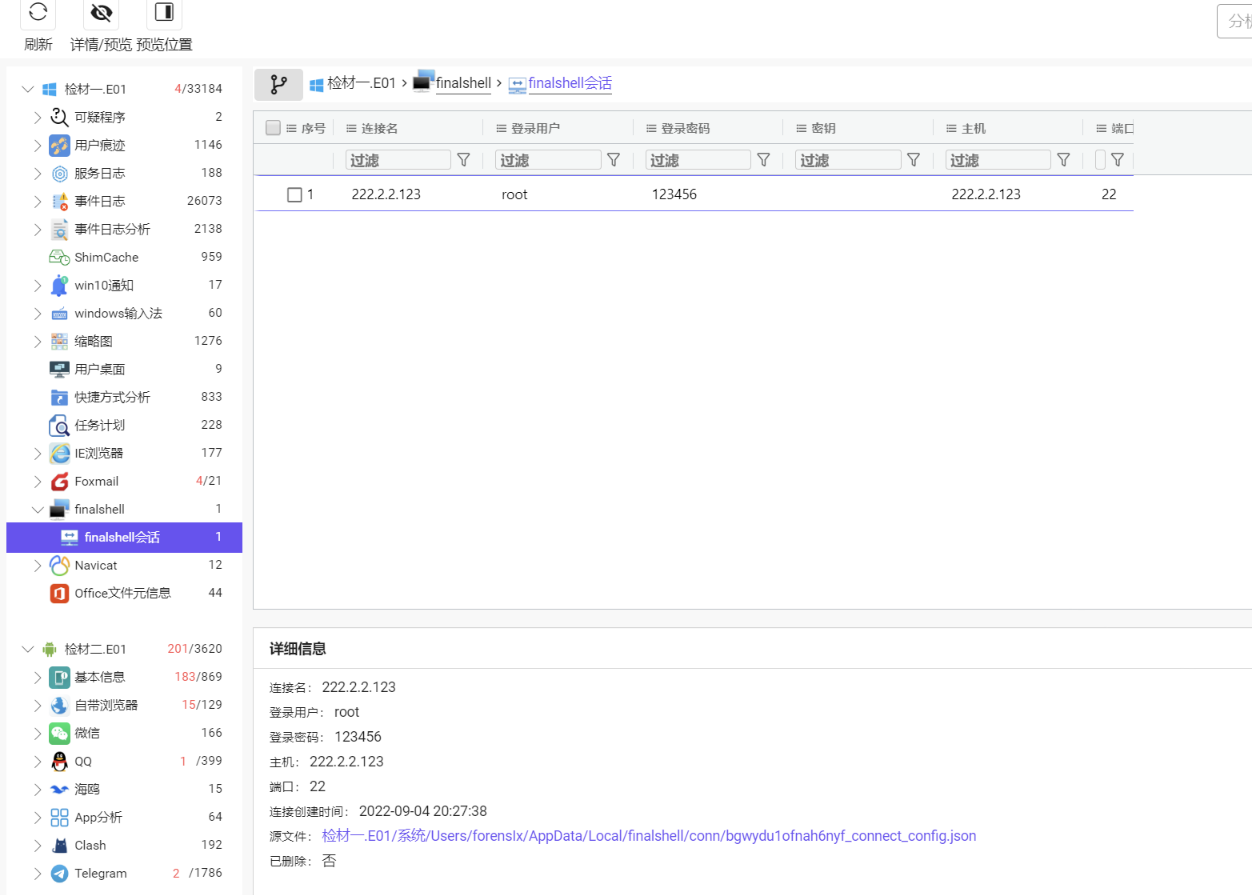 刷新 详情/预览 预览位置
分析
检材一.E01 4/33184
可疑程序 2
用户痕迹 1146
服务日志 188
事件日志 26073
事件日志分析 2138
ShimCache 959
win10通知 17
windows输入法 60
缩略图 1276
用户桌面 9
快捷方式分析 833
任务计划 228
IE浏览器 177
Foxmail 4/21
finalshell 1
finalshell会话 1
Navicat 12
Office文件元信息 44
检材二.E01 201/3620
基本信息 183/869
自带浏览器 15/129
微信 166
QQ 1 /399
海鸥 15
App分析 64
Clash 192
Telegram 2 /1786
检材一.E01 › finalshell › finalshell会话
序号 连接名 登录用户 登录密码 密钥 主机 端口
过滤 过滤 过滤 过滤 过滤
1 222.2.2.123 root 123456 222.2.2.123 22
详细信息
连接名: 222.2.2.123
登录用户: root
登录密码: 123456
主机: 222.2.2.123
端口: 22
连接创建时间: 2022-09-04 20:27:38
源文件: 检材一.E01/系统/Users/forensIx/AppData/Local/finalshell/conn/bgwydu1ofnah6nyf_connect_config.json
已删除: 否